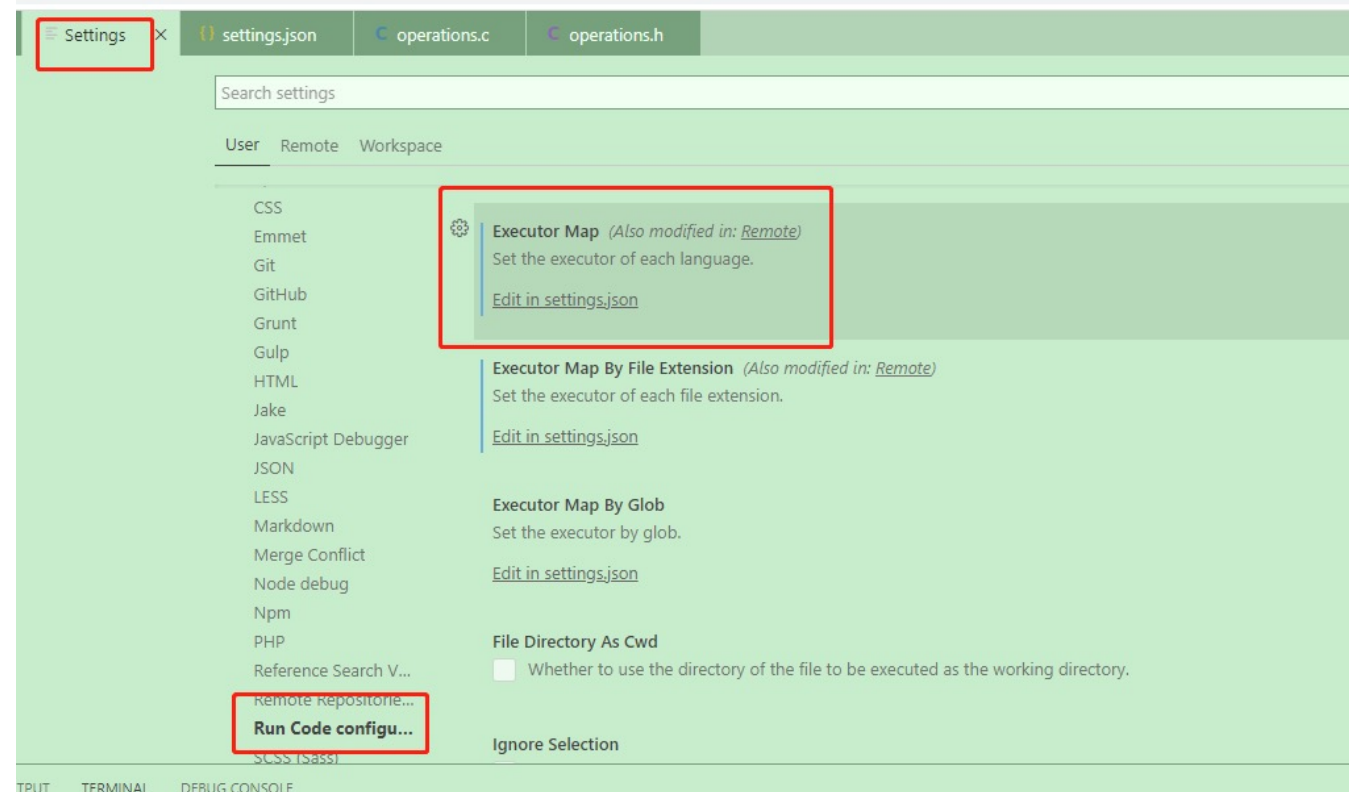 Settings
settings.json
operations.c
operations.h
Search settings
User Remote Workspace
CSS
Emmet
Git
GitHub
Grunt
Gulp
HTML
Jake
JavaScript Debugger
JSON
LESS
Markdown
Merge Conflict
Node debug
Npm
PHP
Reference Search V...
Remote Repositorie...
Run Code configu...
SCSS (Sass)
Executor Map (Also modified in: Remote)
Set the executor of each language.
Edit in settings.json
Executor Map By File Extension (Also modified in: Remote)
Set the executor of each file extension.
Edit in settings.json
Executor Map By Glob
Set the executor by glob.
Edit in settings.json
File Directory As Cwd
Whether to use the directory of the file to be executed as the working directory.
Ignore Selection
TPUT TERMINAL DEBUG CONSOLE